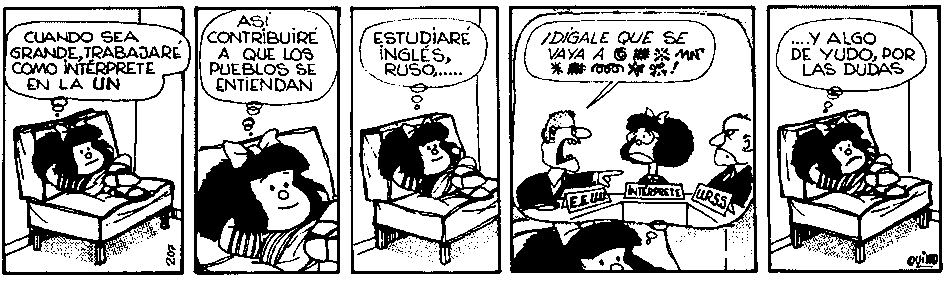 CUANDO SEA
GRANDE, TRABAJARÉ
COMO INTÉRPRETE
EN LA UN
207
ASÍ
CONTRIBUIRÉ
A QUE LOS
PUEBLOS SE
ENTIENDAN
ESTUDIARÉ
INGLÉS,
RUSO,.....
¡DÍGALE QUE SE
VAYA A
E.E.U.U
INTÉRPRETE
U.R.S.S
....Y ALGO
DE YUDO, POR
LAS DUDAS
QUINO